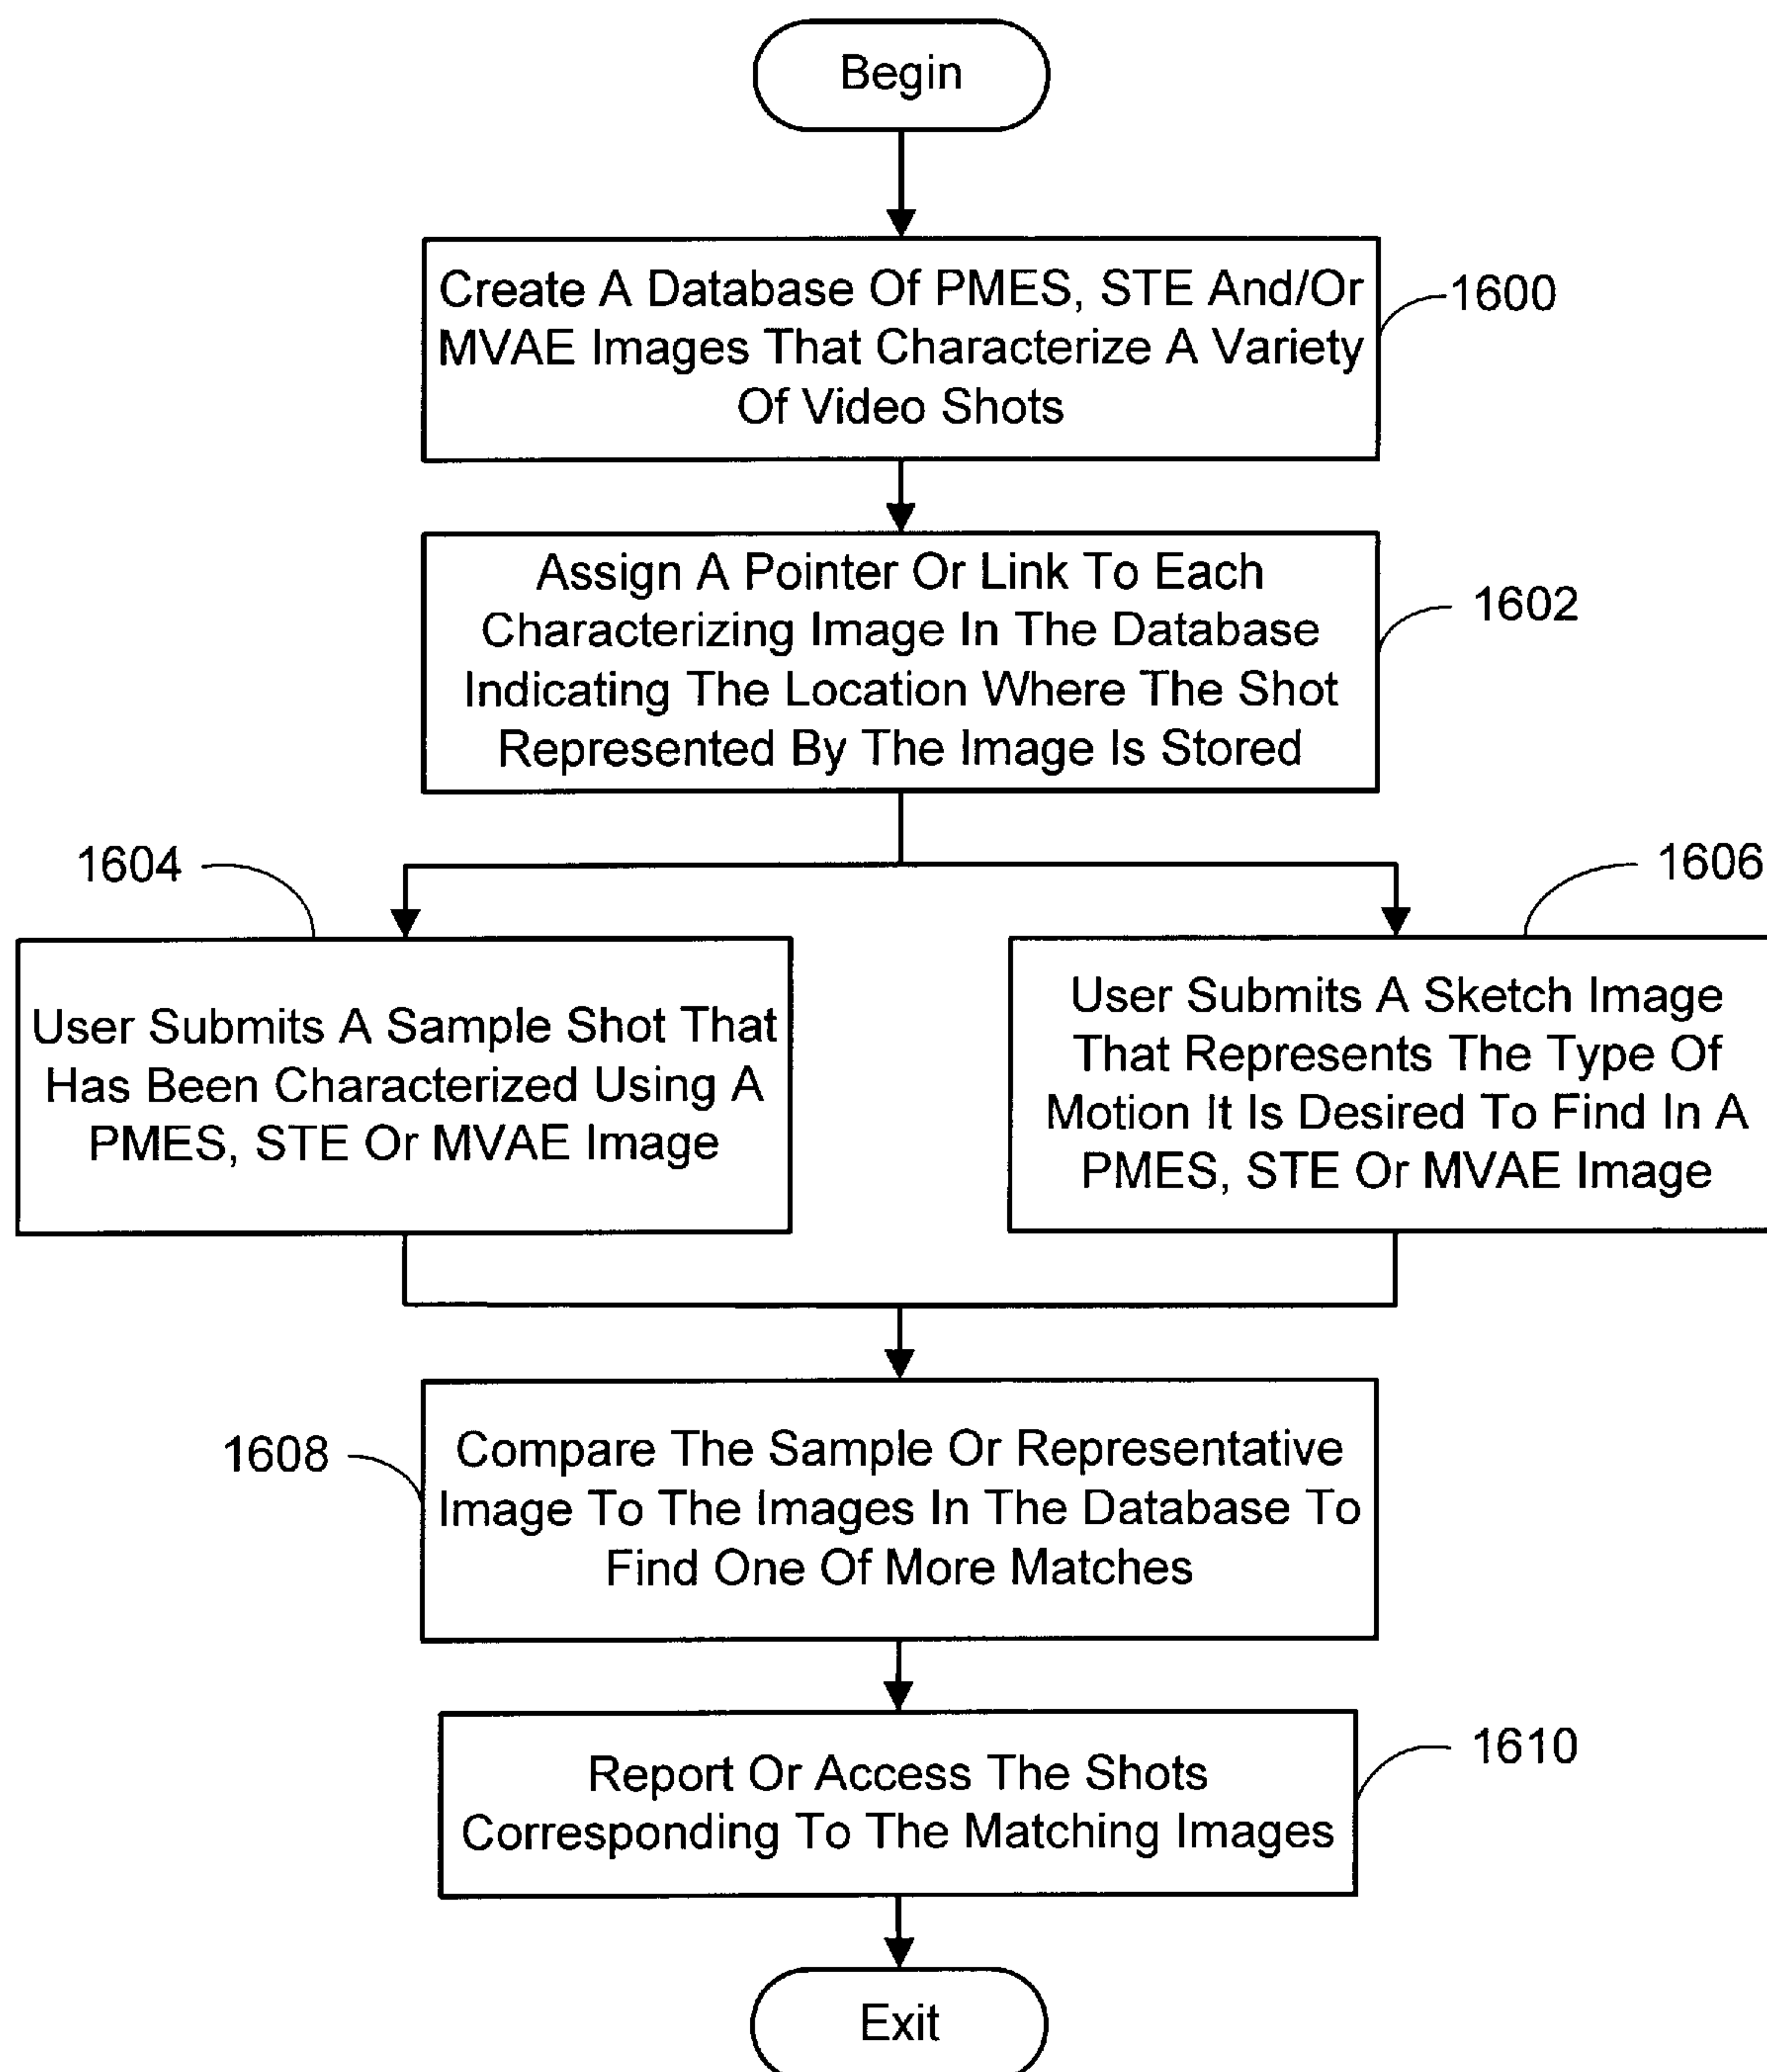 Begin
Create A Database Of PMES, STE And/Or
MVAE Images That Characterize A Variety
Of Video Shots
1600
Assign A Pointer Or Link To Each
Characterizing Image In The Database
Indicating The Location Where The Shot
Represented By The Image Is Stored
1602
1604
1606
User Submits A Sample Shot That
Has Been Characterized Using A
PMES, STE Or MVAE Image
User Submits A Sketch Image
That Represents The Type Of
Motion It Is Desired To Find In A
PMES, STE Or MVAE Image
1608
Compare The Sample Or Representative
Image To The Images In The Database To
Find One Of More Matches
Report Or Access The Shots
Corresponding To The Matching Images
1610
Exit